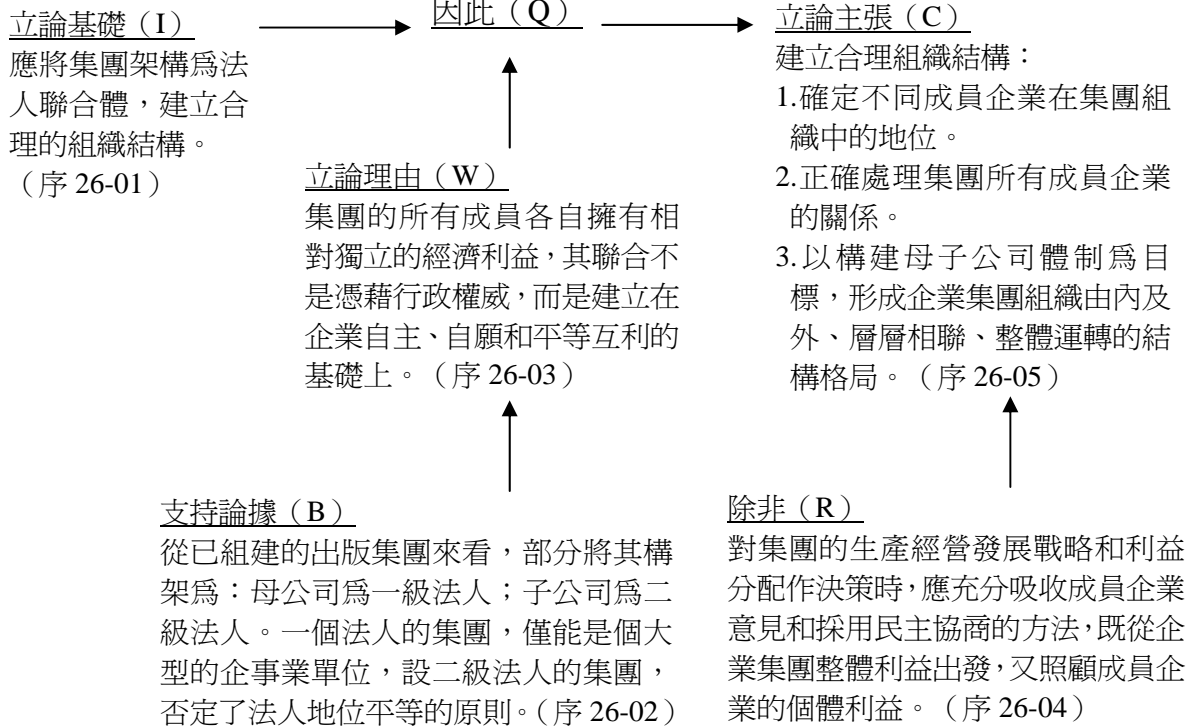 立論基礎（I）
應將集團架構爲法
人聯合體，建立合
理的組織結構。
（序 26-01）
因此（Q）
立論主張（C）
建立合理組織結構：
1.確定不同成員企業在集團組
織中的地位。
2.正確處理集團所有成員企業
的關係。
3.以構建母子公司體制爲目
標，形成企業集團組織由內及
外、層層相聯、整體運轉的結
構格局。（序 26-05）
立論理由（W）
集團的所有成員各自擁有相
對獨立的經濟利益，其聯合不
是憑藉行政權威，而是建立在
企業自主、自願和平等互利的
基礎上。（序 26-03）
支持論據（B）
從已組建的出版集團來看，部分將其構
架爲：母公司爲一級法人；子公司爲二
級法人。一個法人的集團，僅能是個大
型的企事業單位，設二級法人的集團，
否定了法人地位平等的原則。（序 26-02）
除非（R）
對集團的生產經營發展戰略和利益
分配作決策時，應充分吸收成員企業
意見和採用民主協商的方法，既從企
業集團整體利益出發，又照顧成員企
業的個體利益。（序 26-04）